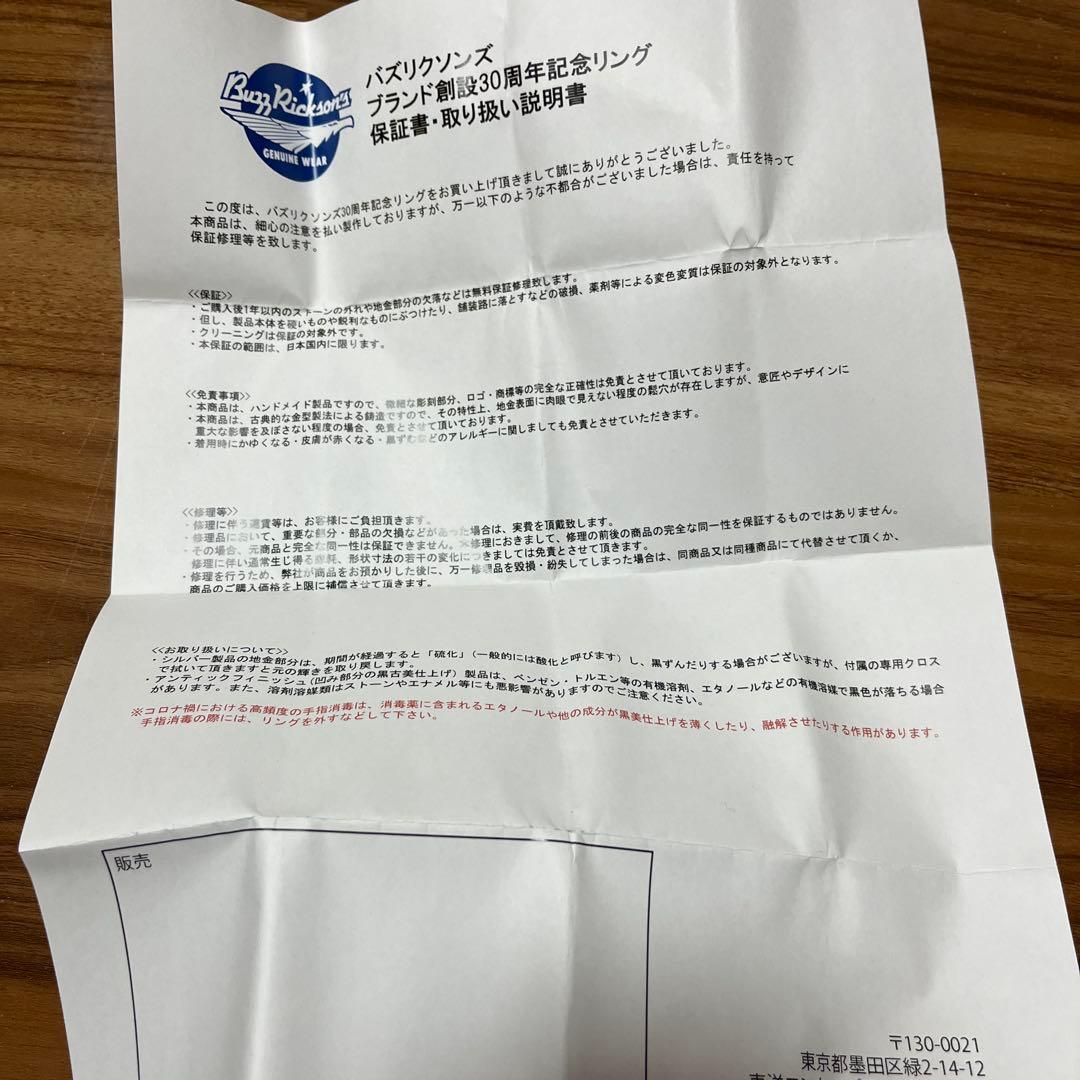 Buzz Rickson's
GENUINE WEAR
バズリクソンズ
ブランド創設30周年記念リング
保証書・取り扱い説明書
この度は、バズリクソンズ30周年記念リングをお買い上げ頂きまして誠にありがとうございました。
本商品は、細心の注意を払い製作しておりますが、万一以下のような不都合がございました場合は、責任を持って
保証修理等を致します。
≪保証≫
・ご購入後1年以内のストーンの外れや地金部分の欠落などは無料保証修理致します。
・但し、製品本体を硬いものや鋭利なものにぶつけたり、舗装路に落とすなどの破損、薬剤等による変色変質は保証の対象外となります。
・クリーニングは保証の対象外です。
・本保証の範囲は、日本国内に限ります。
≪免責事項≫
・本商品は、ハンドメイド製品ですので、微細な彫刻部分、ロゴ・商標等の完全な正確性は免責とさせて頂いております。
・本商品は、古典的な金型製法による鋳造ですので、その特性上、地金表面に肉眼で見えない程度の鬆穴が存在しますが、意匠やデザインに
重大な影響を及ぼさない程度の場合、免責とさせて頂いております。
・着用時にかゆくなる・皮膚が赤くなる・黒ずむなどのアレルギーに関しましても免責とさせていただきます。
≪修理等≫
・修理に伴う運賃等は、お客様にご負担頂きます。
・修理品において、重要な部分・部品の欠損などがあった場合は、実費を頂戴致します。
・その場合、元商品と完全な同一性は保証できません。本修理におきまして、修理の前後の商品の完全な同一性を保証するものではありません。
修理に伴い通常生じ得る磨耗、形状寸法の若干の変化につきましては免責とさせて頂きます。
・修理を行うため、弊社が商品をお預かりした後に、万一修理品を毀損・紛失してしまった場合は、同商品又は同種商品にて代替させて頂くか、
商品のご購入価格を上限に補償させて頂きます。
≪お取り扱いについて≫
・シルバー製品の地金部分は、期間が経過すると「硫化」(一般的には酸化と呼びます)し、黒ずんだりする場合がございますが、付属の専用クロス
で拭いて頂きますと元の輝きを取り戻します。
・アンティックフィニッシュ(凹み部分の黒古美仕上げ)製品は、ベンゼン・トルエン等の有機溶剤、エタノールなどの有機溶媒で黒色が落ちる場合
があります。また、溶剤溶媒類はストーンやエナメル等にも悪影響がありますのでご注意ください。
※コロナ禍における高頻度の手指消毒は、消毒薬に含まれるエタノールや他の成分が黒美仕上げを薄くしたり、融解させたりする作用があります。
手指消毒の際には、リングを外すなどして下さい。
販売
〒130-0021
東京都墨田区緑2-14-12